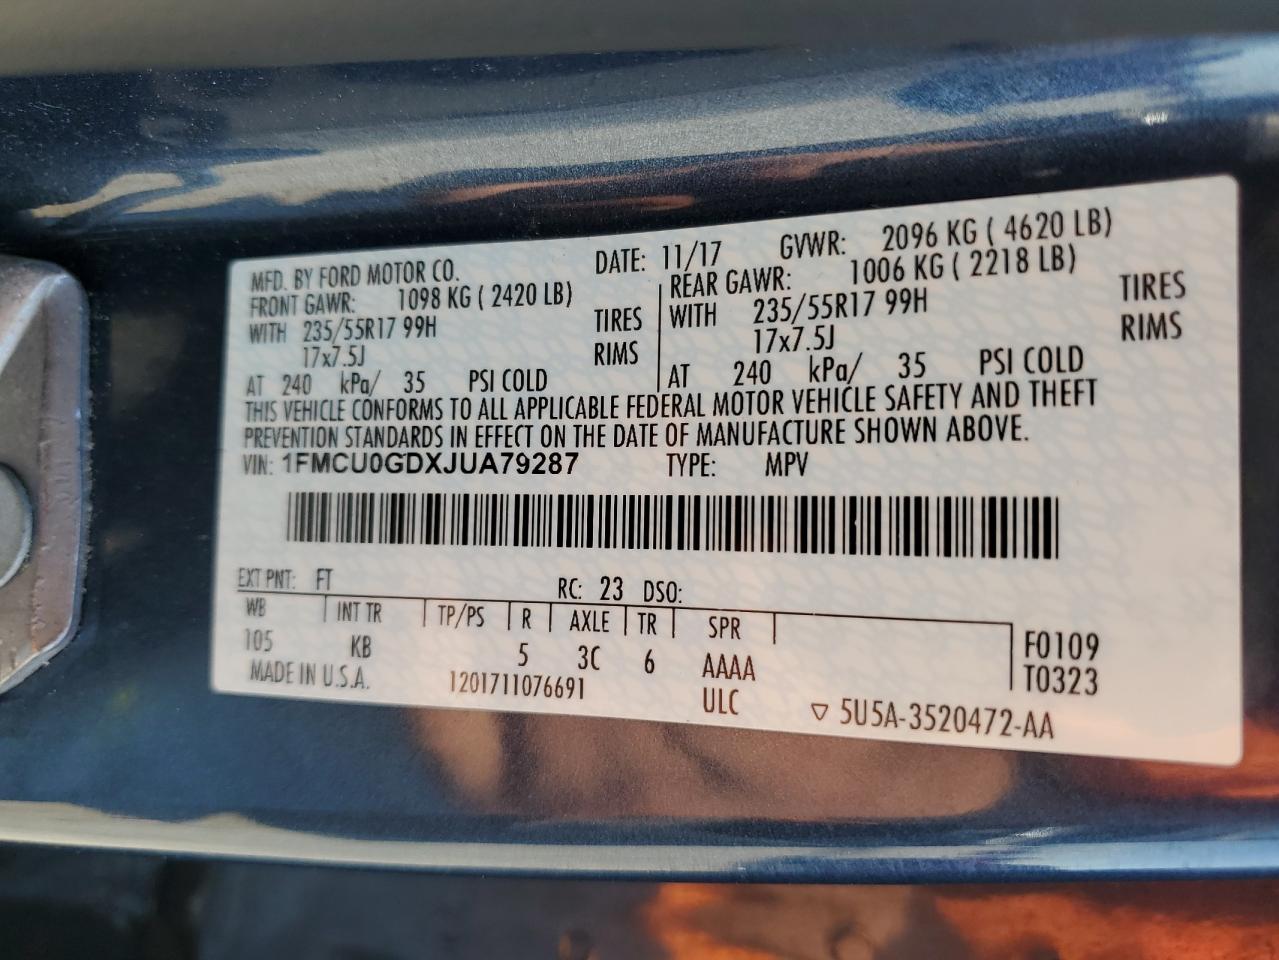 MFD. BY FORD MOTOR CO. DATE: 11/17 GVWR: 2096 KG ( 4620 LB)
FRONT GAWR: 1098 KG ( 2420 LB) REAR GAWR: 1006 KG ( 2218 LB)
WITH 235/55R17 99H TIRES WITH 235/55R17 99H TIRES
17x7.5J RIMS 17x7.5J RIMS
AT 240 kPa/ 35 PSI COLD AT 240 kPa/ 35 PSI COLD
THIS VEHICLE CONFORMS TO ALL APPLICABLE FEDERAL MOTOR VEHICLE SAFETY AND THEFT
PREVENTION STANDARDS IN EFFECT ON THE DATE OF MANUFACTURE SHOWN ABOVE.
VIN: 1FMCU0GDXJUA79287 TYPE: MPV
EXT PNT: FT RC: 23 DSO:
WB INT TR TP/PS R AXLE TR SPR F0109
105 KB 5 3C 6 AAAA T0323
MADE IN U.S.A. 1201711076691 ULC ▽ 5U5A-3520472-AA